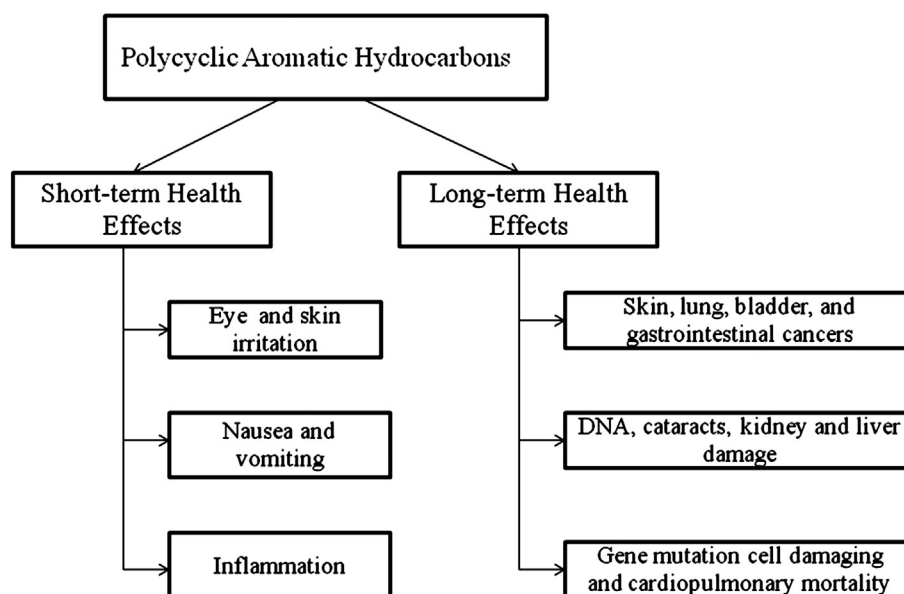 Polycyclic Aromatic Hydrocarbons
Short-term Health
Effects
Eye and skin
irritation
Nausea and
vomiting
Inflammation
Long-term Health
Effects
Skin, lung, bladder, and
gastrointestinal cancers
DNA, cataracts, kidney and liver
damage
Gene mutation cell damaging
and cardiopulmonary mortality